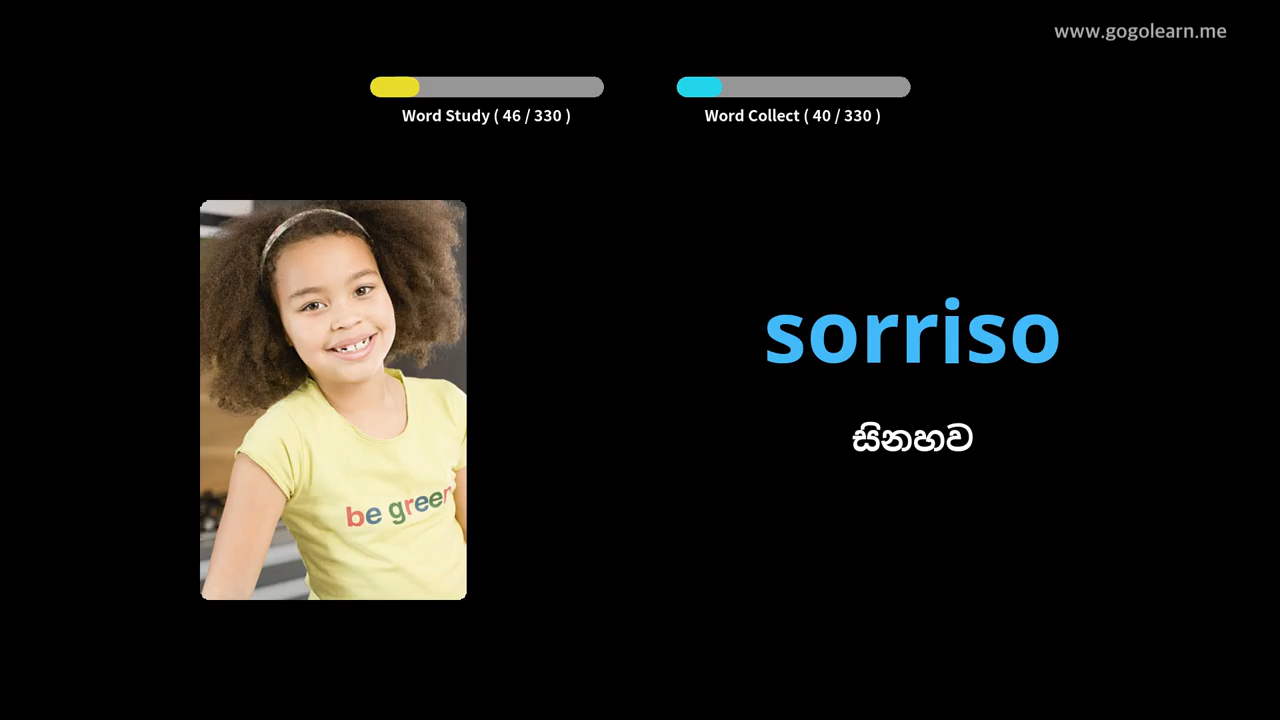 www.gogolearn.me
Word Study ( 46 / 330 )
Word Collect ( 40 / 330 )
sorriso
සිනහව
be green